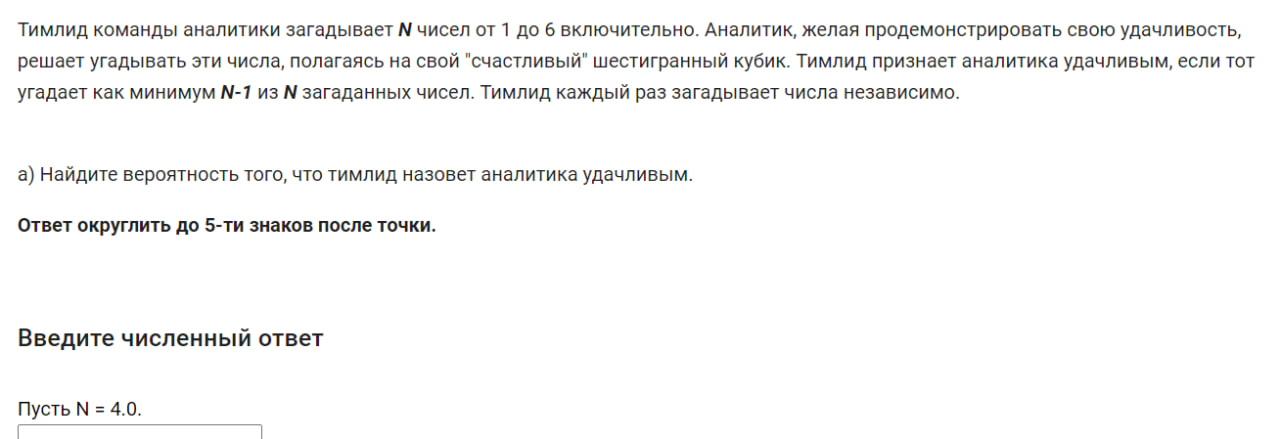 Тимлид команды аналитики загадывает N чисел от 1 до 6 включительно. Аналитик, желая продемонстрировать свою удачливость,
решает угадывать эти числа, полагаясь на свой "счастливый" шестигранный кубик. Тимлид признает аналитика удачливым, если тот
угадает как минимум N-1 из N загаданных чисел. Тимлид каждый раз загадывает числа независимо.
а) Найдите вероятность того, что тимлид назовет аналитика удачливым.
Ответ округлить до 5-ти знаков после точки.
Введите численный ответ
Пусть N = 4.0.